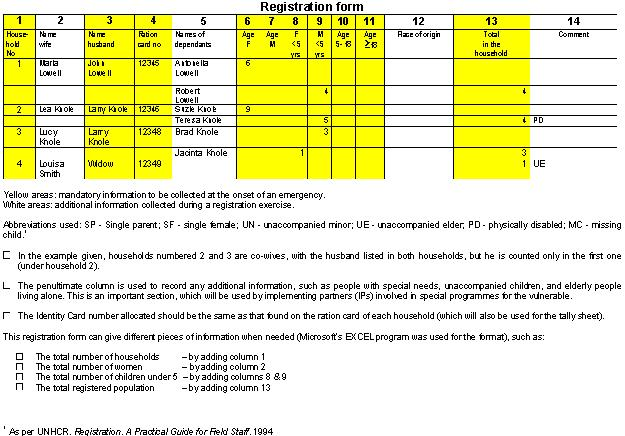 Registration form
1 2 3 4 5 6 7 8 9 10 11 12 13 14
House-hold No Name wife Name husband Ration card no Names of dependants Age F Age M F <5 yrs M <5 yrs Age 5-18 Age ≥18 Place of origin Total in the household Comment
1 Marta Lowell John Lowell 12345 Antonella Lowell 6
Robert Lowell 4 4
2 Lea Knole Larry Knole 12346 Suzie Knole 9
Teresa Knole 5 4 PD
3 Lucy Knole Larry Knole 12348 Brad Knole 3
Jacinta Knole 1 3
4 Louisa Smith Widow 12349 1 UE
Yellow areas: mandatory information to be collected at the onset of an emergency.
White areas: additional information collected during a registration exercise.
Abbreviations used: SP - Single parent; SF - single female; UN - unaccompanied minor; UE - unaccompanied elder; PD - physically disabled; MC - missing
child.¹
☐ In the example given, households numbered 2 and 3 are co-wives, with the husband listed in both households, but he is counted only in the first one
(under household 2).
☐ The penultimate column is used to record any additional information, such as people with special needs, unaccompanied children, and elderly people
living alone. This is an important section, which will be used by implementing partners (IPs) involved in special programmes for the vulnerable.
☐ The Identity Card number allocated should be the same as that found on the ration card of each household (which will also be used for the tally sheet).
This registration form can give different pieces of information when needed (Microsoft's EXCEL program was used for the format), such as:
☐ The total number of households – by adding column 1
☐ The total number of women – by adding column 2
☐ The total number of children under 5 – by adding columns 8 & 9
☐ The total registered population – by adding column 13
¹ As per UNHCR. Registration. A Practical Guide for Field Staff. 1994